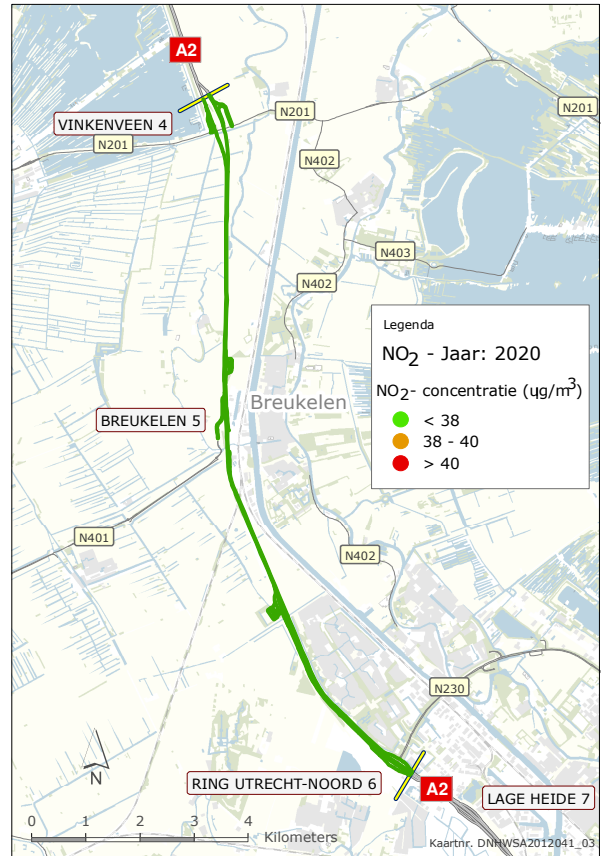 A2
VINKENVEEN 4
N201
N201
N201
N402
N403
N402
Legenda
NO2 - Jaar: 2020
NO2- concentratie (ug/m3)
< 38
38 - 40
> 40
Breukelen
BREUKELEN 5
N401
N402
N230
N
RING UTRECHT-NOORD 6
A2
LAGE HEIDE 7
0 1 2 3 4
Kilometers
Kaartnr. DNHWSA2012041_03